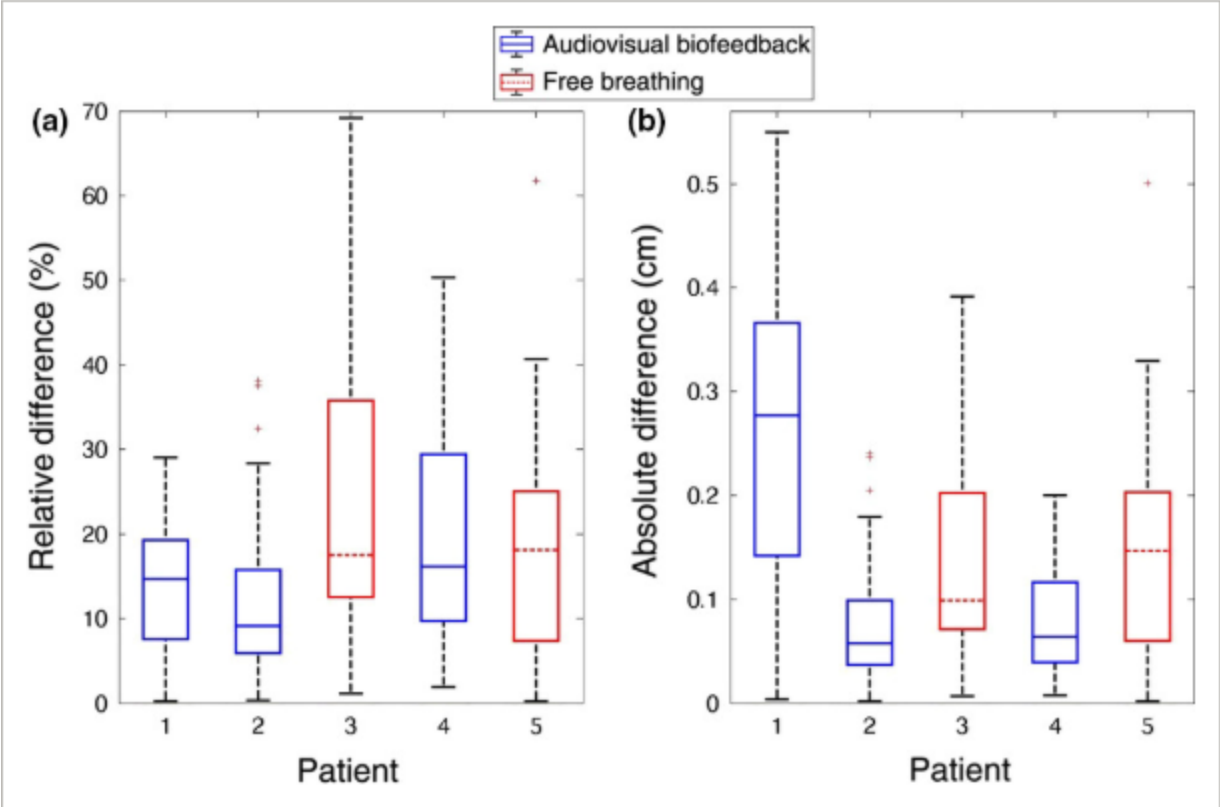 Audiovisual biofeedback
Free breathing
(a)
70
60
50
40
30
20
10
0
Relative difference (%)
1 2 3 4 5
Patient
(b)
0.5
0.4
0.3
0.2
0.1
0
Absolute difference (cm)
1 2 3 4 5
Patient